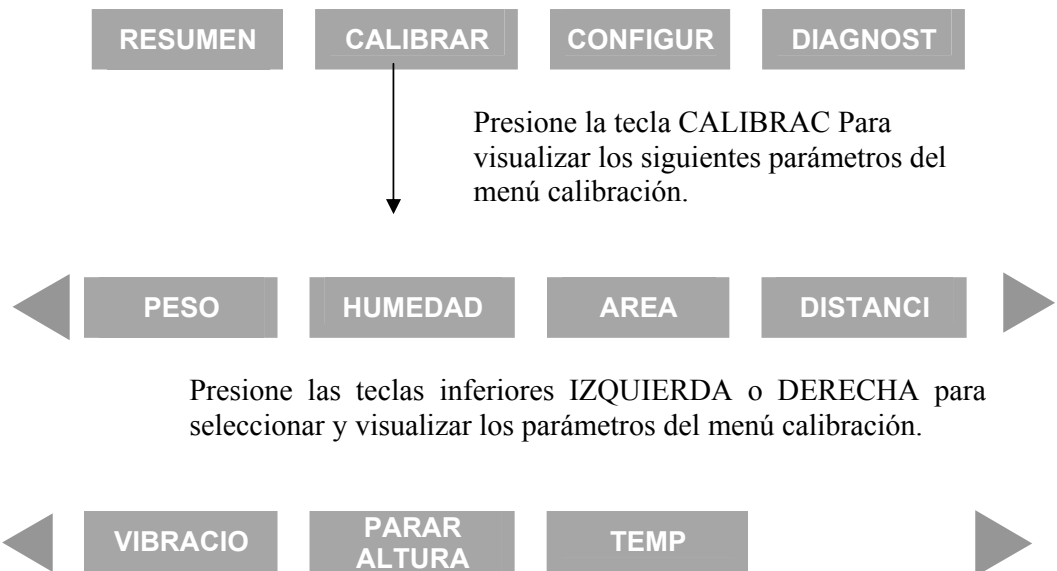 RESUMEN CALIBRAR CONFIGUR DIAGNOST
Presione la tecla CALIBRAC Para
visualizar los siguientes parámetros del
menú calibración.
PESO HUMEDAD AREA DISTANCI
Presione las teclas inferiores IZQUIERDA o DERECHA para
seleccionar y visualizar los parámetros del menú calibración.
VIBRACIO PARAR ALTURA TEMP